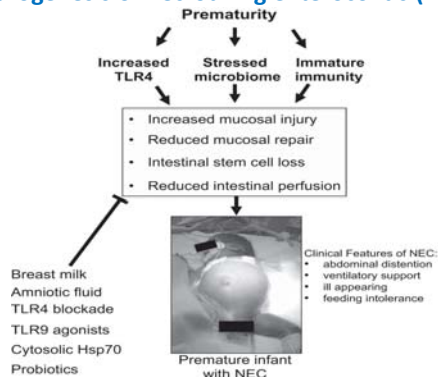 Prematurity
Increased TLR4
Stressed microbiome
Immature immunity
• Increased mucosal injury
• Reduced mucosal repair
• Intestinal stem cell loss
• Reduced intestinal perfusion
Breast milk
Amniotic fluid
TLR4 blockade
TLR9 agonists
Cytosolic Hsp70
Probiotics
Clinical Features of NEC:
• abdominal distention
• ventilatory support
• ill appearing
• feeding intolerance
Premature infant
with NEC